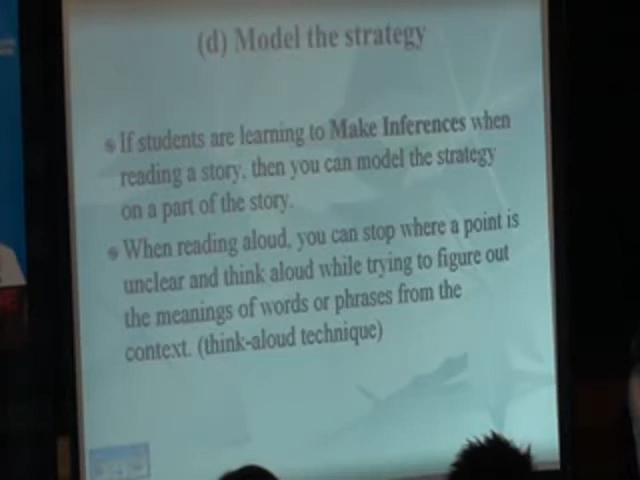 (d) Model the strategy
If students are learning to Make Inferences when
reading a story, then you can model the strategy
on a part of the story.
When reading aloud, you can stop where a point is
unclear and think aloud while trying to figure out
the meanings of words or phrases from the
context. (think-aloud technique)